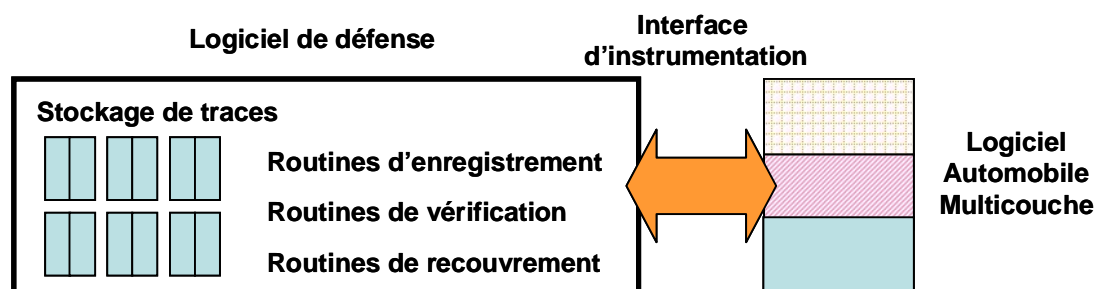 Logiciel de défense
Interface
d’instrumentation
Stockage de traces
Routines d’enregistrement
Routines de vérification
Routines de recouvrement
Logiciel
Automobile
Multicouche